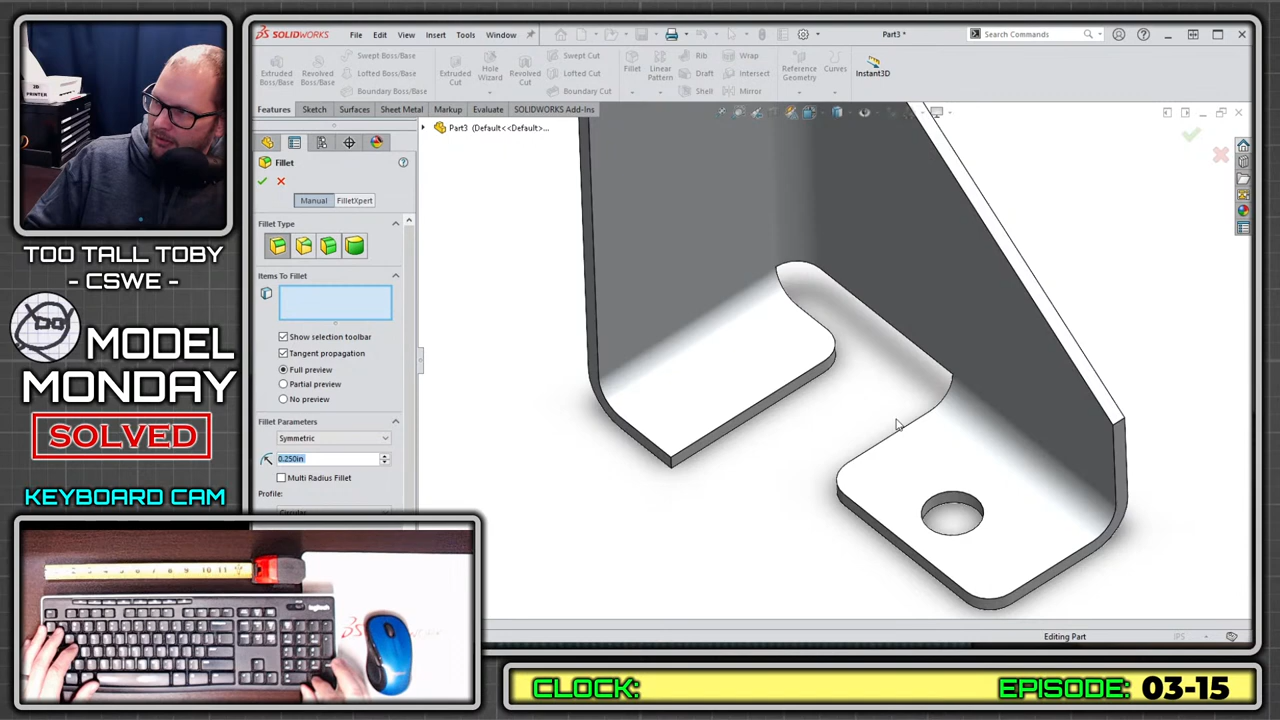 TOO TALL TOBY
- CSWE -
MODEL
MONDAY
SOLVED
KEYBOARD CAM
SOLIDWORKS
File Edit View Insert Tools Window
Part3 *
Search Commands
Extruded Boss/Base
Revolved Boss/Base
Swept Boss/Base
Lofted Boss/Base
Boundary Boss/Base
Extruded Cut
Hole Wizard
Revolved Cut
Swept Cut
Lofted Cut
Boundary Cut
Fillet
Linear Pattern
Rib
Draft
Shell
Wrap
Intersect
Mirror
Reference Geometry
Curves
Instant3D
Features Sketch Surfaces Sheet Metal Markup Evaluate SOLIDWORKS Add-Ins
Part3 (Default<<Default>...
Fillet
Manual FilletXpert
Fillet Type
Items To Fillet
Show selection toolbar
Tangent propagation
Full preview
Partial preview
No preview
Fillet Parameters
Symmetric
0.250in
Multi Radius Fillet
Profile:
Editing Part
IPS
CLOCK:
EPISODE: 03-15